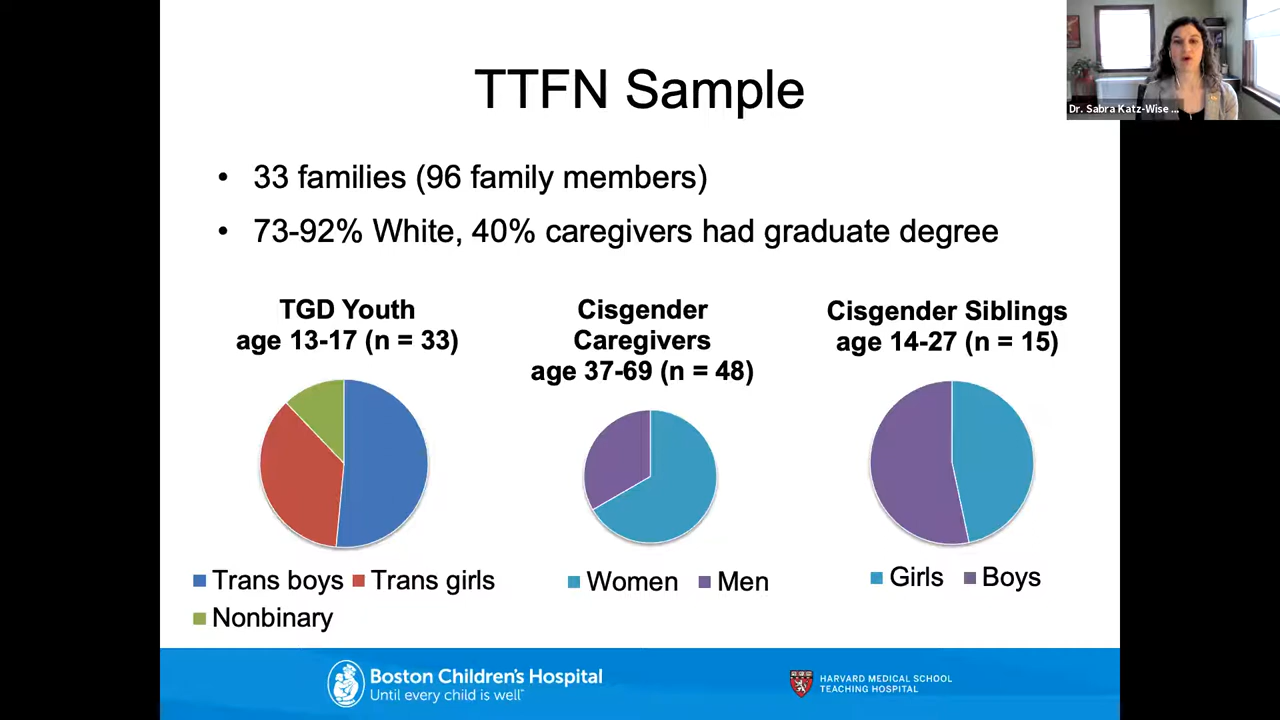 TTFN Sample
Dr. Sabra Katz-Wise ...
• 33 families (96 family members)
• 73-92% White, 40% caregivers had graduate degree
TGD Youth
age 13-17 (n = 33)
Trans boys Trans girls
Nonbinary
Cisgender
Caregivers
age 37-69 (n = 48)
Women Men
Cisgender Siblings
age 14-27 (n = 15)
Girls Boys
Boston Children's Hospital
Until every child is well™
HARVARD MEDICAL SCHOOL
TEACHING HOSPITAL